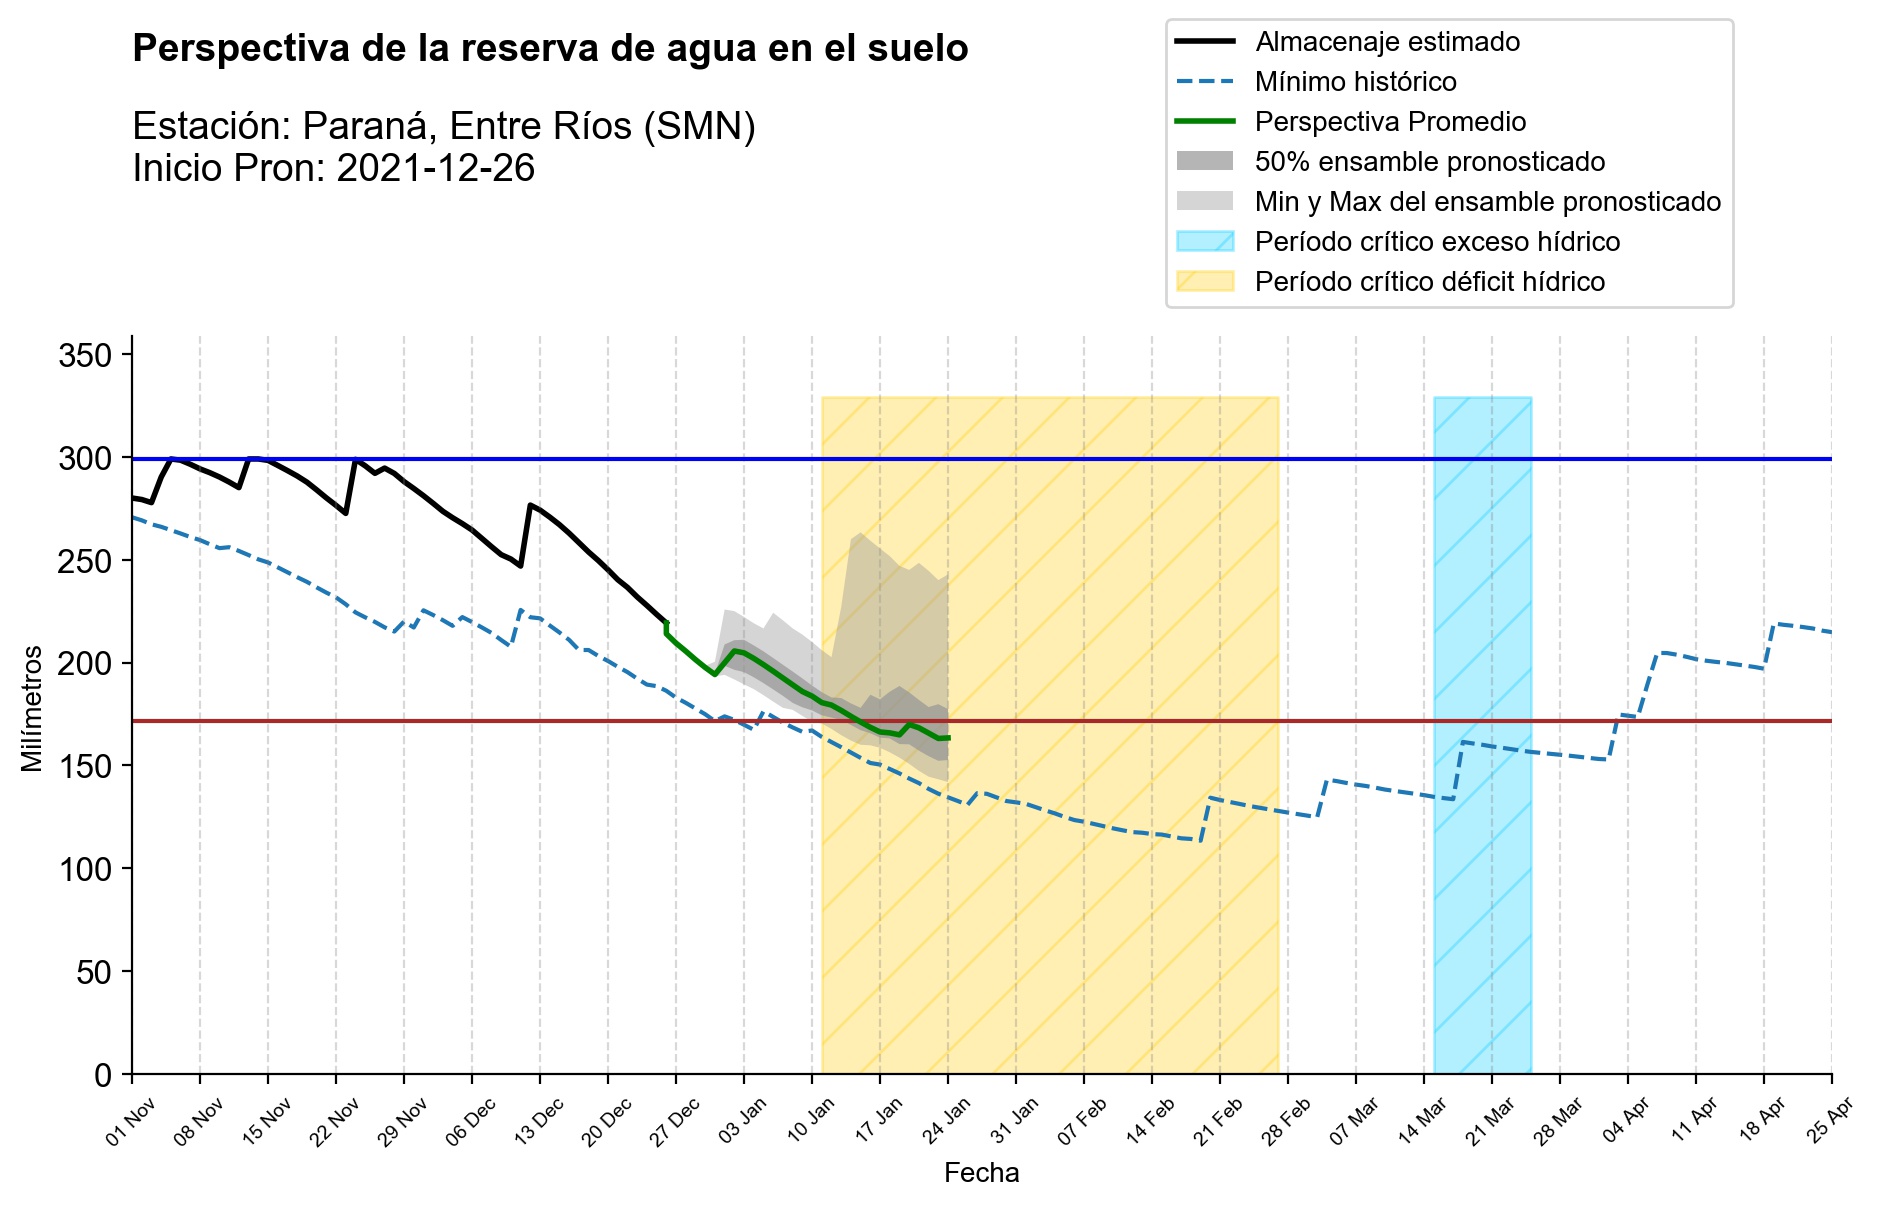 Perspectiva de la reserva de agua en el suelo
Estación: Paraná, Entre Ríos (SMN)
Inicio Pron: 2021-12-26
Almacenaje estimado
Mínimo histórico
Perspectiva Promedio
50% ensamble pronosticado
Min y Max del ensamble pronosticado
Período crítico exceso hídrico
Período crítico déficit hídrico
350
300
250
200
150
100
50
0
Milímetros
01 Nov
08 Nov
15 Nov
22 Nov
29 Nov
06 Dec
13 Dec
20 Dec
27 Dec
03 Jan
10 Jan
17 Jan
24 Jan
31 Jan
07 Feb
14 Feb
21 Feb
28 Feb
07 Mar
14 Mar
21 Mar
28 Mar
04 Apr
11 Apr
18 Apr
25 Apr
Fecha